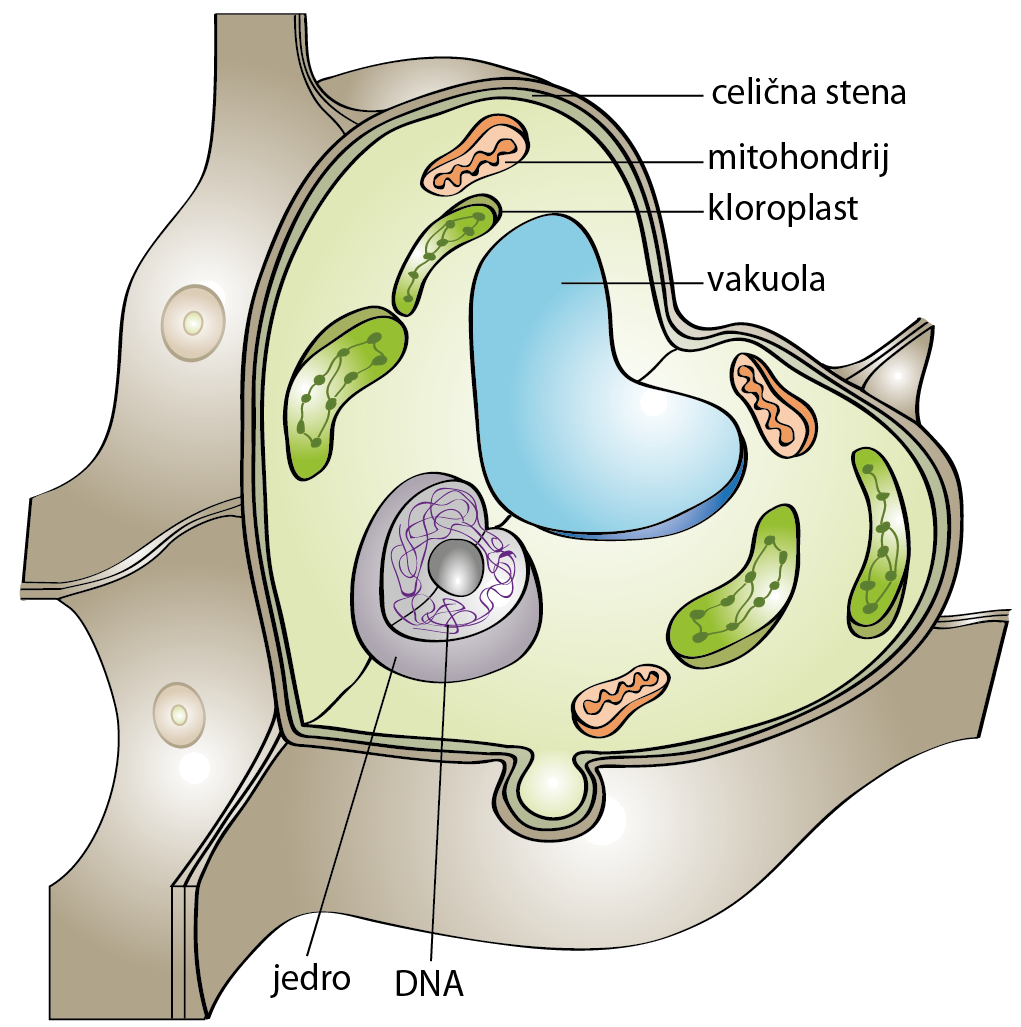 celična stena
mitohondrij
kloroplast
vakuola
jedro
DNA